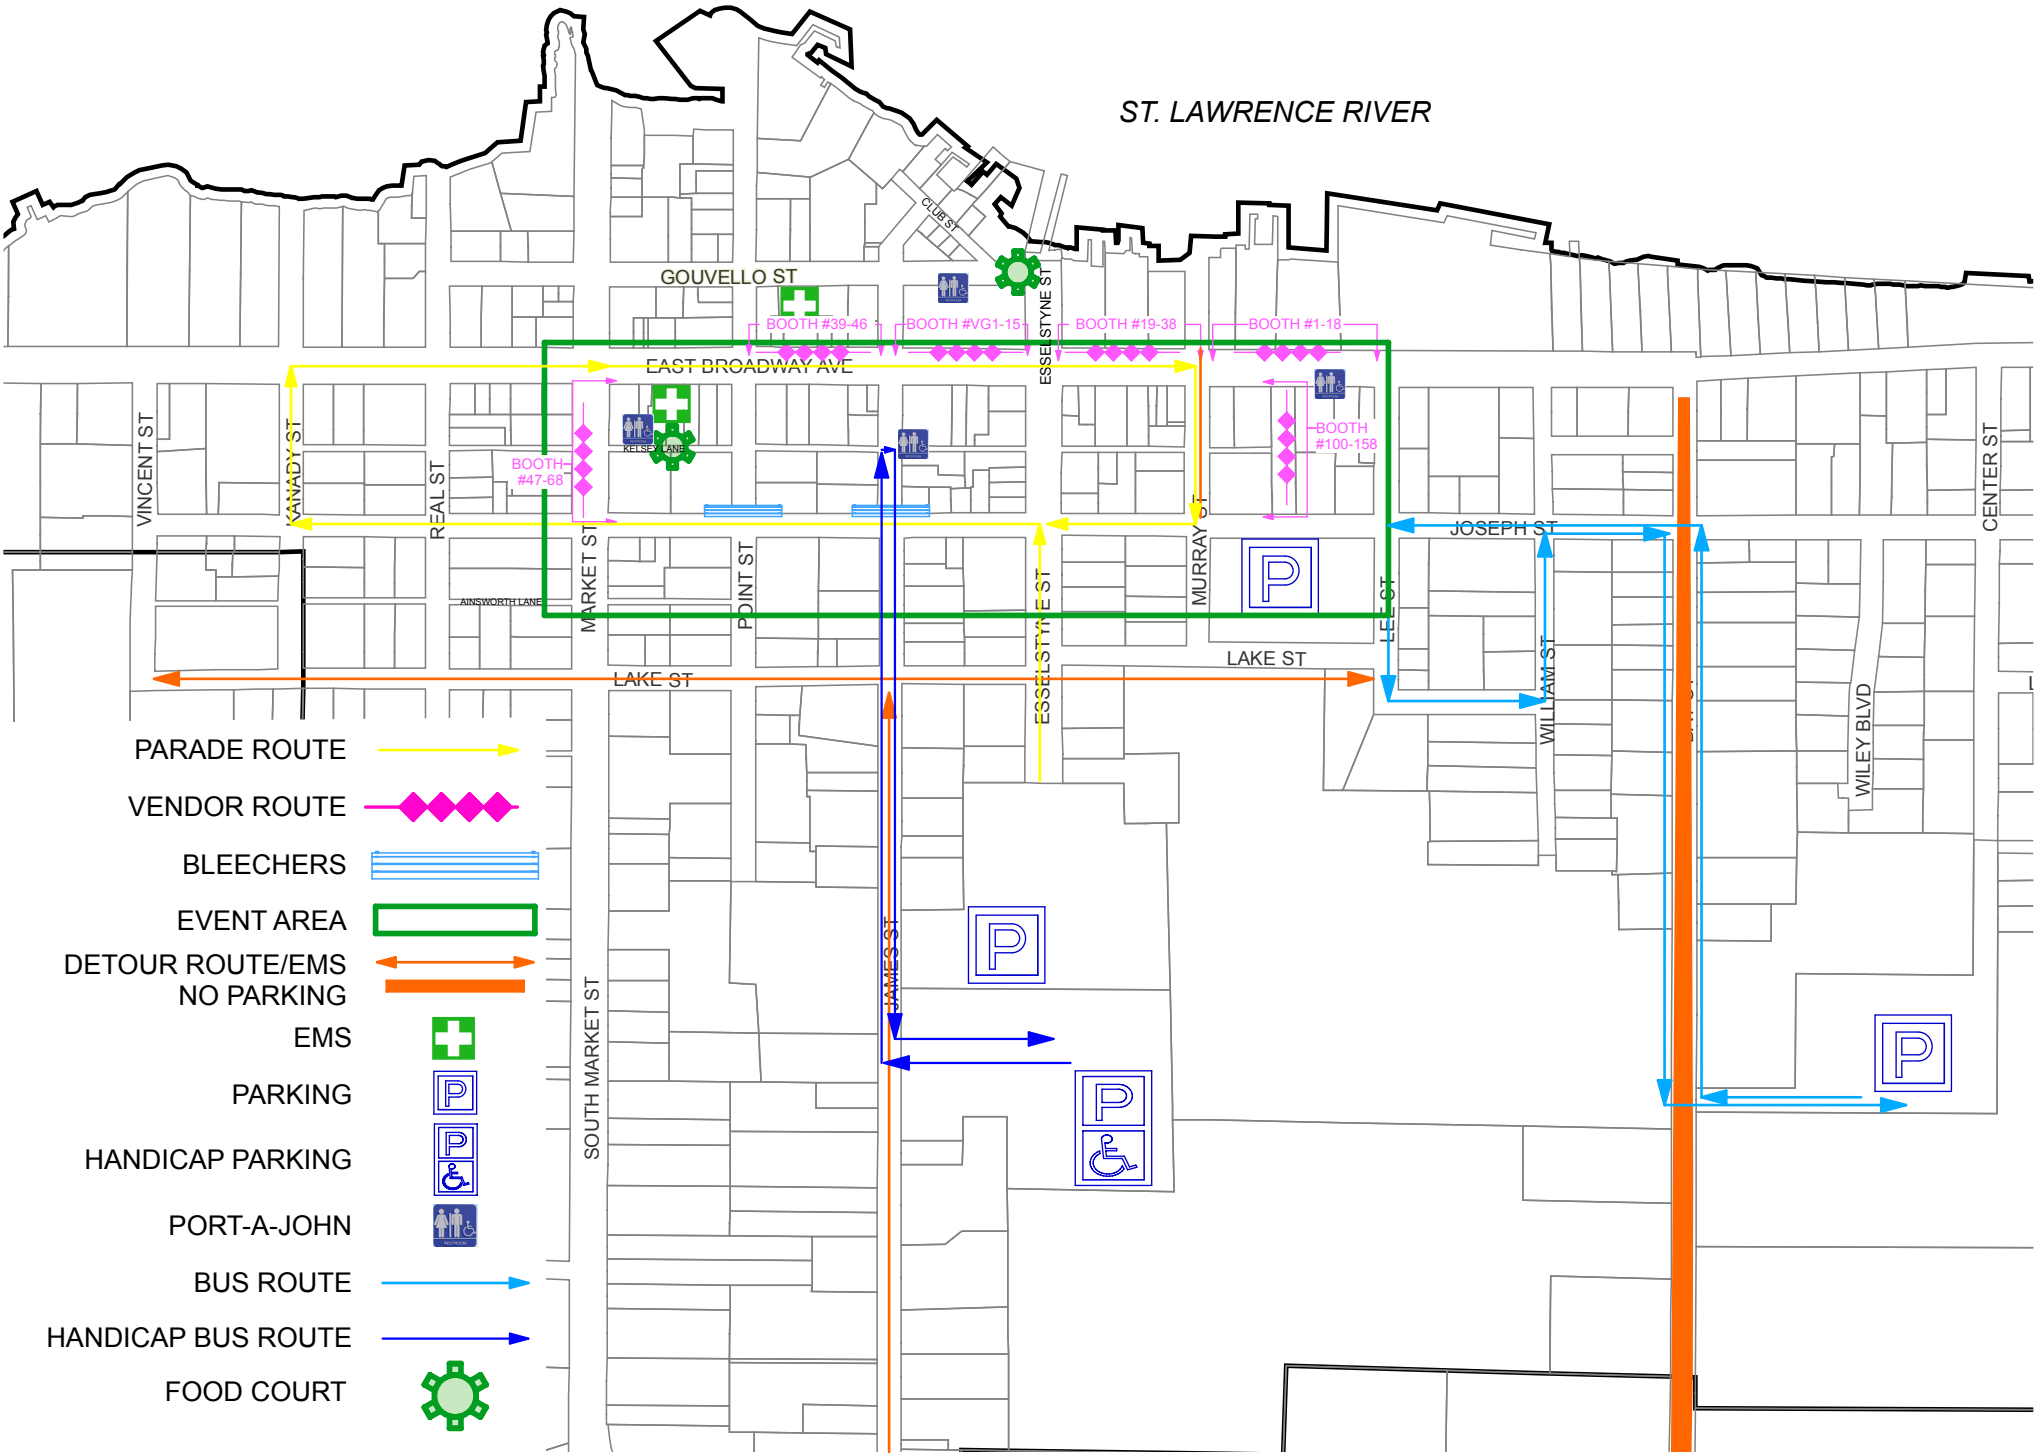 ST. LAWRENCE RIVER
CLUB ST
GOUVELLO ST
ESSELSTYNE ST
BOOTH #39-46
BOOTH #VG1-15
BOOTH #19-38
BOOTH #1-18
EAST BROADWAY AVE
VINCENT ST
KANADY ST
REAL ST
BOOTH
#47-68
KELSEY LANE
BOOTH
#100-158
CENTER ST
JOSEPH ST
MARKET ST
POINT ST
ESSELSTYNE ST
MURRAY ST
LEE ST
AINSWORTH LANE
LAKE ST
LAKE ST
WILLIAM ST
WILEY BLVD
JAMES ST
SOUTH MARKET ST
P
P
P
P
PARADE ROUTE
VENDOR ROUTE
BLEECHERS
EVENT AREA
DETOUR ROUTE/EMS
NO PARKING
EMS
PARKING
P
HANDICAP PARKING
P
PORT-A-JOHN
RESTROOM
BUS ROUTE
HANDICAP BUS ROUTE
FOOD COURT